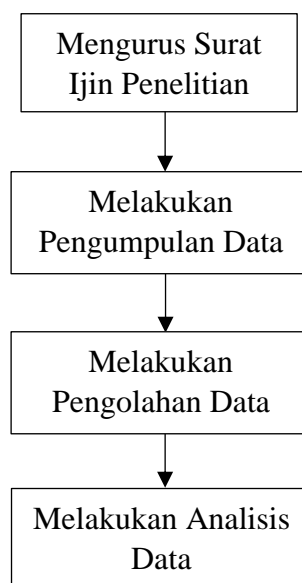 Mengurus Surat
Ijin Penelitian
Melakukan
Pengumpulan Data
Melakukan
Pengolahan Data
Melakukan Analisis
Data